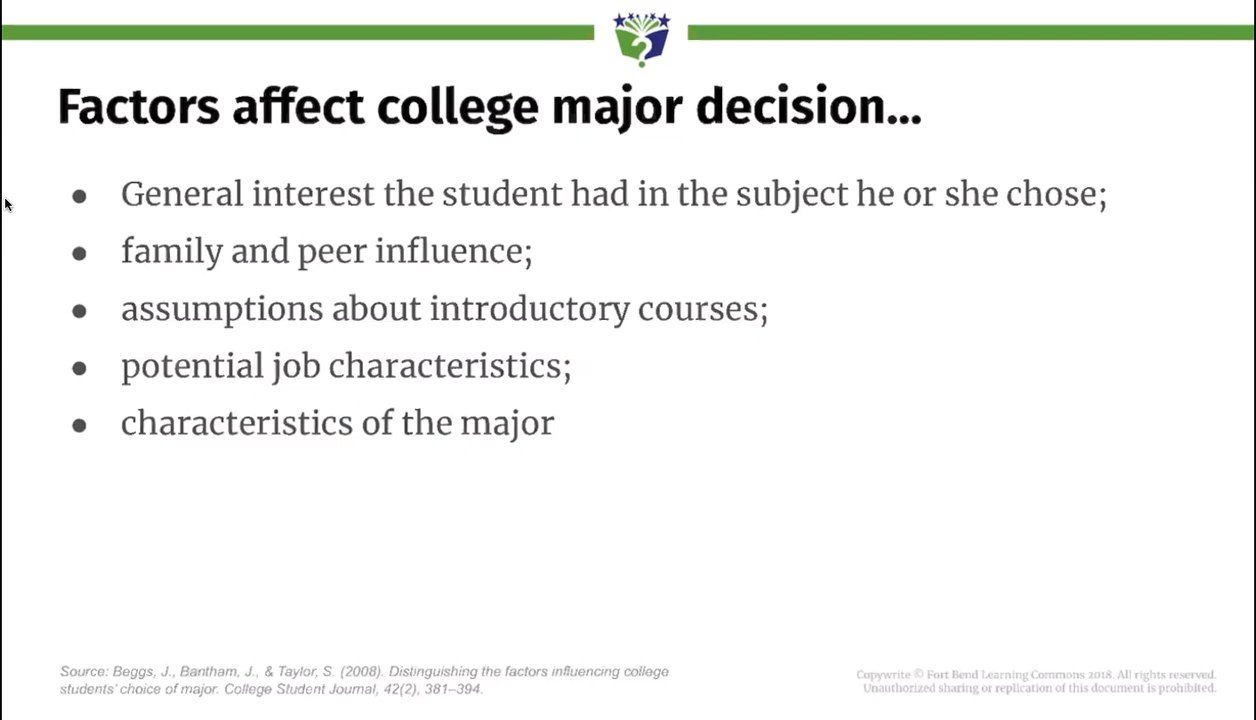 Factors affect college major decision...
● General interest the student had in the subject he or she chose;
● family and peer influence;
● assumptions about introductory courses;
● potential job characteristics;
● characteristics of the major
Source: Beggs, J., Bantham, J., & Taylor, S. (2008). Distinguishing the factors influencing college
students' choice of major. College Student Journal, 42(2), 381–394.
Copywrite © Fort Bend Learning Commons 2018. All rights reserved.
Unauthorized sharing or replication of this document is prohibited.